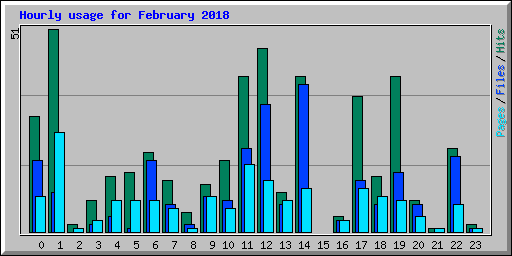 Hourly usage for February 2018
51
Pages/Files/Hits
0 1 2 3 4 5 6 7 8 9 10 11 12 13 14 15 16 17 18 19 20 21 22 23